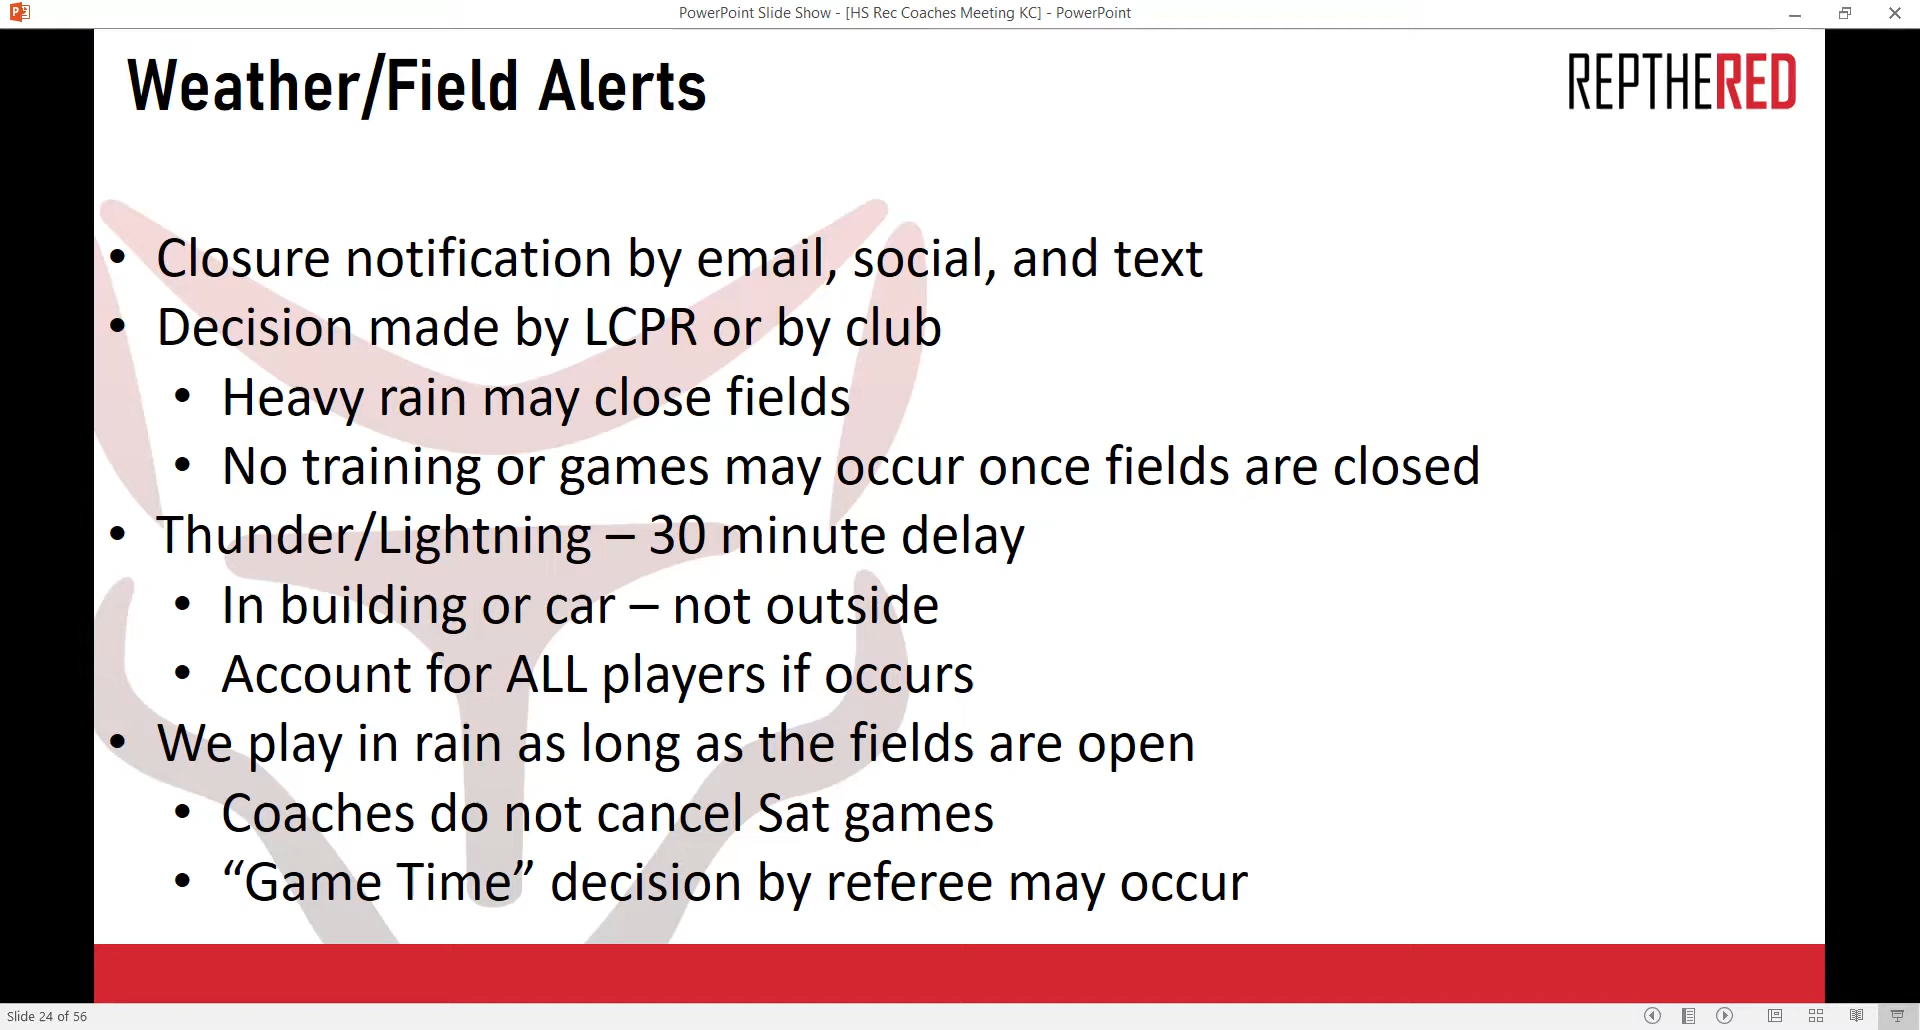 PowerPoint Slide Show - [HS Rec Coaches Meeting KC] - PowerPoint
Weather/Field Alerts
REPTHERED
• Closure notification by email, social, and text
• Decision made by LCPR or by club
• Heavy rain may close fields
• No training or games may occur once fields are closed
• Thunder/Lightning – 30 minute delay
• In building or car – not outside
• Account for ALL players if occurs
• We play in rain as long as the fields are open
• Coaches do not cancel Sat games
• “Game Time” decision by referee may occur
Slide 24 of 56